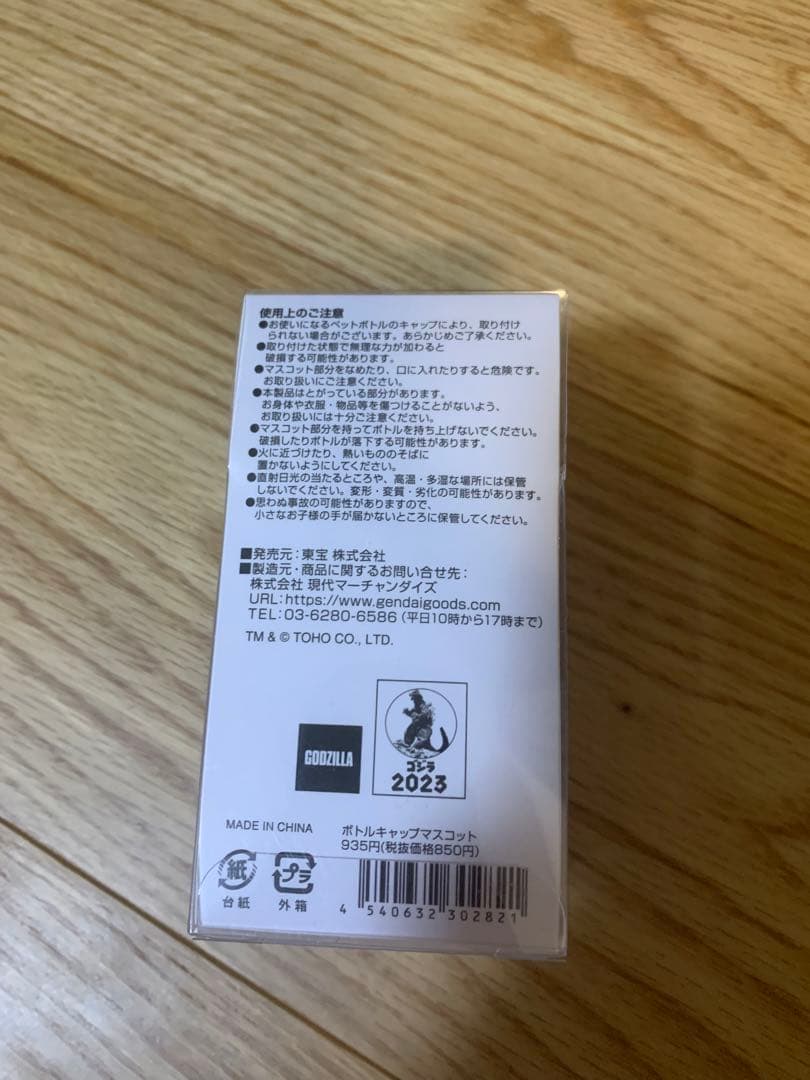 使用上のご注意
●お使いになるペットボトルのキャップにより、取り付け
られない場合がございます。あらかじめご了承ください。
●取り付けた状態で無理な力が加わると
破損する可能性があります。
●マスコット部分をなめたり、口に入れたりすると危険です。
お取り扱いにご注意ください。
●本製品はとがっている部分があります。
お身体や衣服・物品等を傷つけることがないよう、
お取り扱いには十分ご注意ください。
●マスコット部分を持ってボトルを持ち上げないでください。
破損したりボトルが落下する可能性があります。
●火に近づけたり、熱いもののそばに
置かないようにしてください。
●直射日光の当たるところや、高温・多湿な場所には保管
しないでください。変形・変質・劣化の可能性があります。
●思わぬ事故の可能性がありますので、
小さなお子様の手が届かないところに保管してください。
■発売元：東宝 株式会社
■製造元・商品に関するお問い合せ先：
株式会社 現代マーチャンダイズ
URL：https://www.gendaigoods.com
TEL：03-6280-6586（平日10時から17時まで）
TM & © TOHO CO., LTD.
GODZILLA
ゴジラ
2023
MADE IN CHINA
ボトルキャップマスコット
935円(税抜価格850円)
紙
プラ
台紙
外箱
4 540632 302821